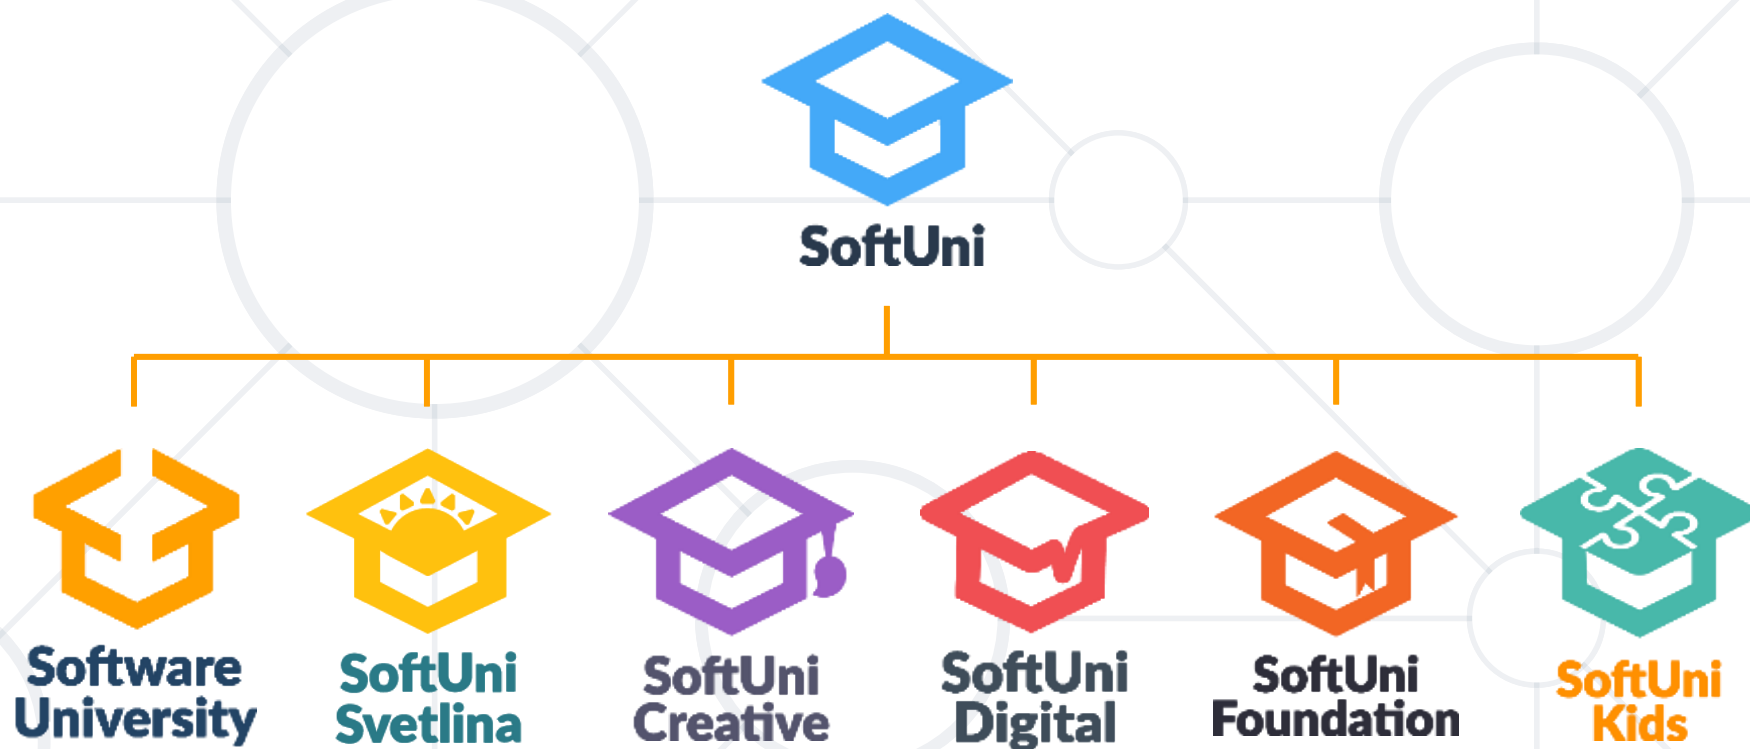 SoftUni
Software
University
SoftUni
Svetlina
SoftUni
Creative
SoftUni
Digital
SoftUni
Foundation
SoftUni
Kids